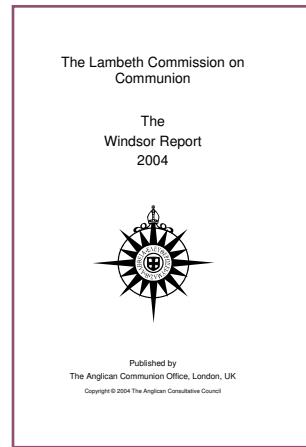 The Lambeth Commission on
Communion
The
Windsor Report
2004
Published by
The Anglican Communion Office, London, UK
Copyright © 2004 The Anglican Consultative Council